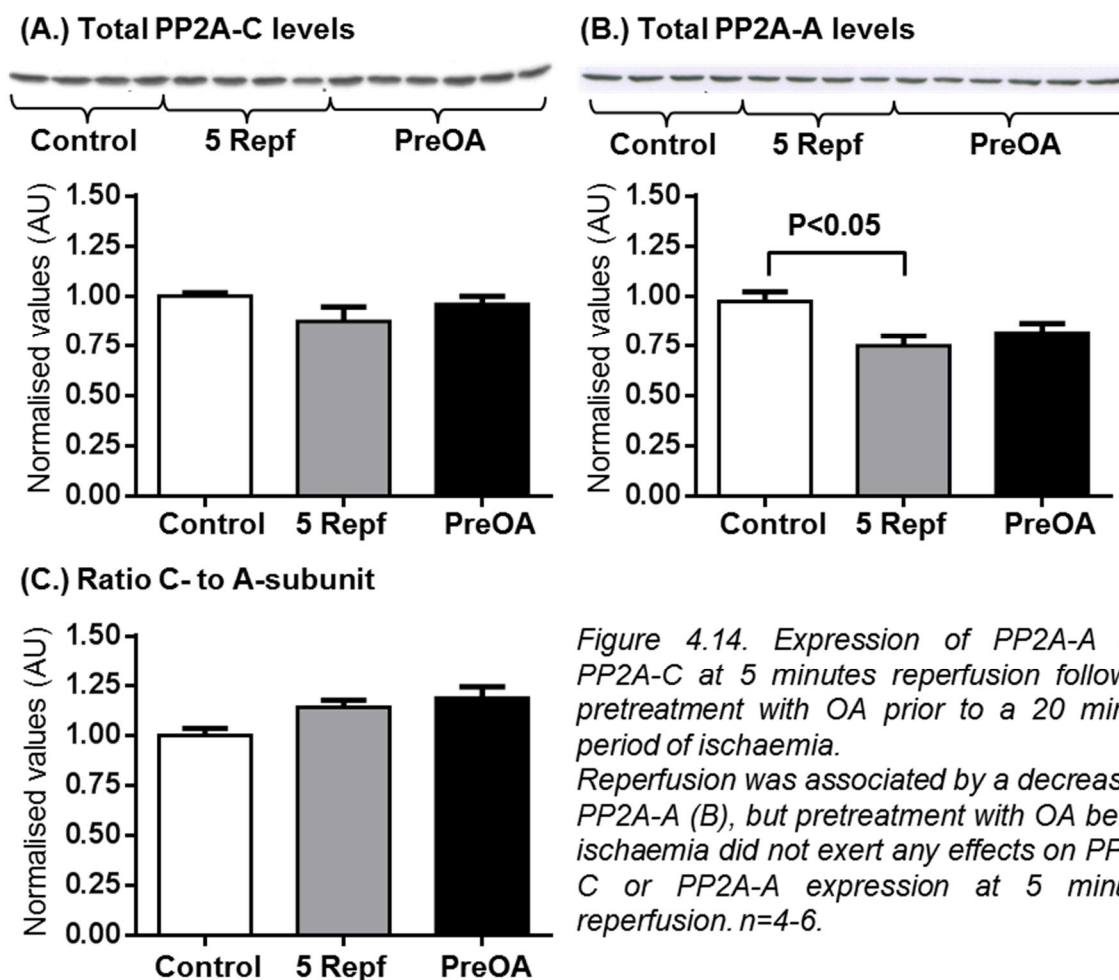 (A.) Total PP2A-C levels
Control 5 Repf PreOA
Normalised values (AU)
1.50
1.25
1.00
0.75
0.50
0.25
0.00
Control 5 Repf PreOA
(B.) Total PP2A-A levels
Control 5 Repf PreOA
Normalised values (AU)
1.50
1.25
1.00
0.75
0.50
0.25
0.00
P<0.05
Control 5 Repf PreOA
(C.) Ratio C- to A-subunit
Normalised values (AU)
1.50
1.25
1.00
0.75
0.50
0.25
0.00
Control 5 Repf PreOA
Figure 4.14. Expression of PP2A-A
PP2A-C at 5 minutes reperfusion follow
pretreatment with OA prior to a 20 min
period of ischaemia.
Reperfusion was associated by a decreas
PP2A-A (B), but pretreatment with OA be
ischaemia did not exert any effects on PP
C or PP2A-A expression at 5 minu
reperfusion. n=4-6.